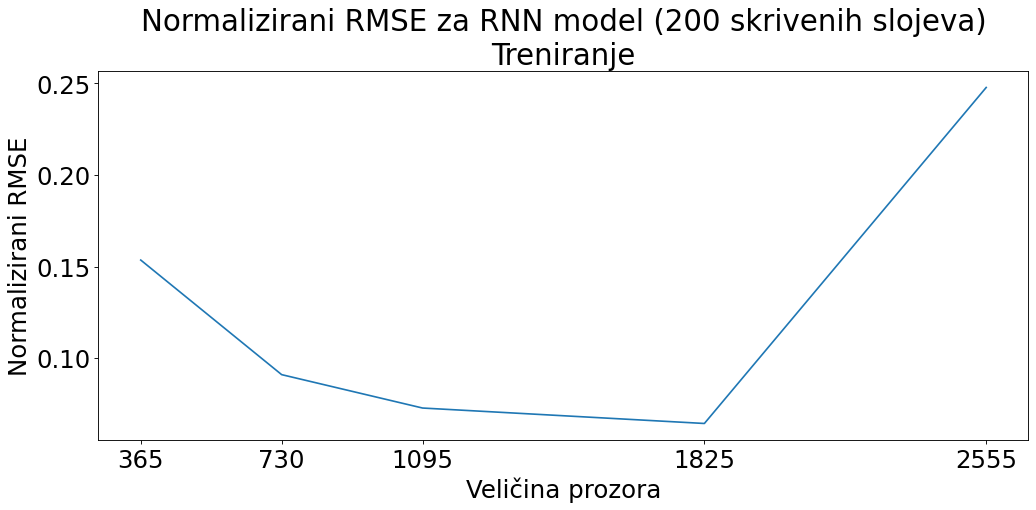 Normalizirani RMSE za RNN model (200 skrivenih slojeva)
Treniranje
0.25
0.20
0.15
0.10
Normalizirani RMSE
365 730 1095 1825 2555
Veličina prozora